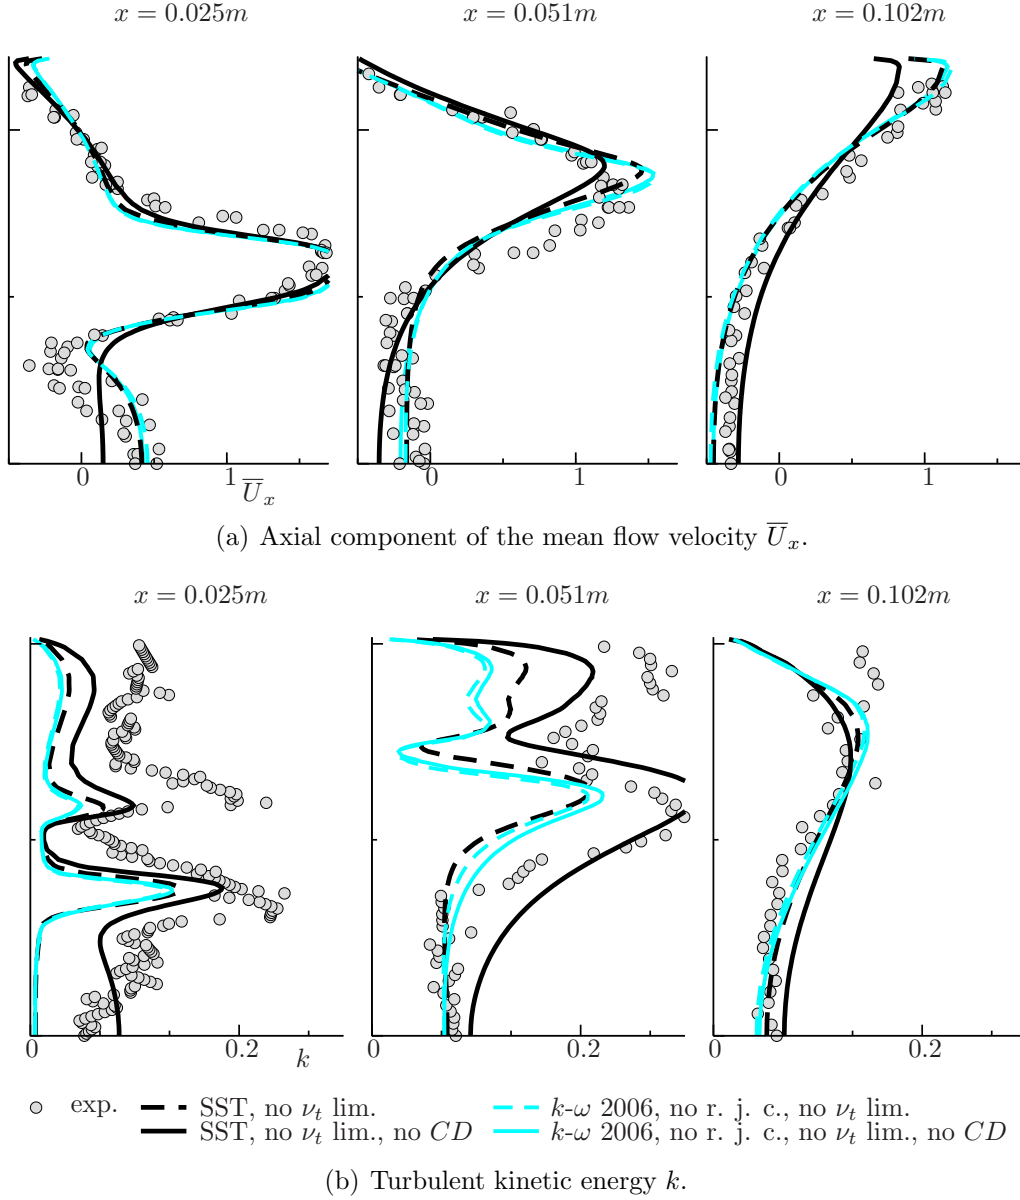 x = 0.025m x = 0.051m x = 0.102m
0 1 0 1 0 1
U̅x
(a) Axial component of the mean flow velocity U̅x.
x = 0.025m x = 0.051m x = 0.102m
0 0.2 0 0.2 0 0.2
k
exp. SST, no νt lim. k-ω 2006, no r. j. c., no νt lim.
SST, no νt lim., no CD k-ω 2006, no r. j. c., no νt lim., no CD
(b) Turbulent kinetic energy k.